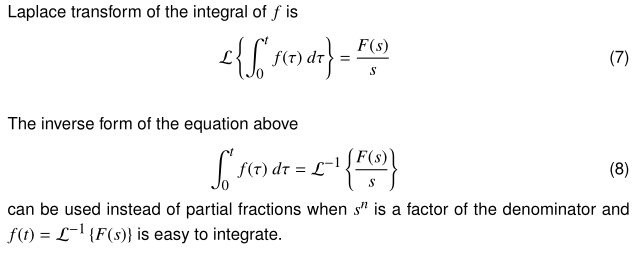 Laplace transform of the integral of f is
ℒ{∫₀ᵗ f(τ) dτ} = F(s)/s (7)
The inverse form of the equation above
∫₀ᵗ f(τ) dτ = ℒ⁻¹{F(s)/s} (8)
can be used instead of partial fractions when sⁿ is a factor of the denominator and
f(t) = ℒ⁻¹ {F(s)} is easy to integrate.